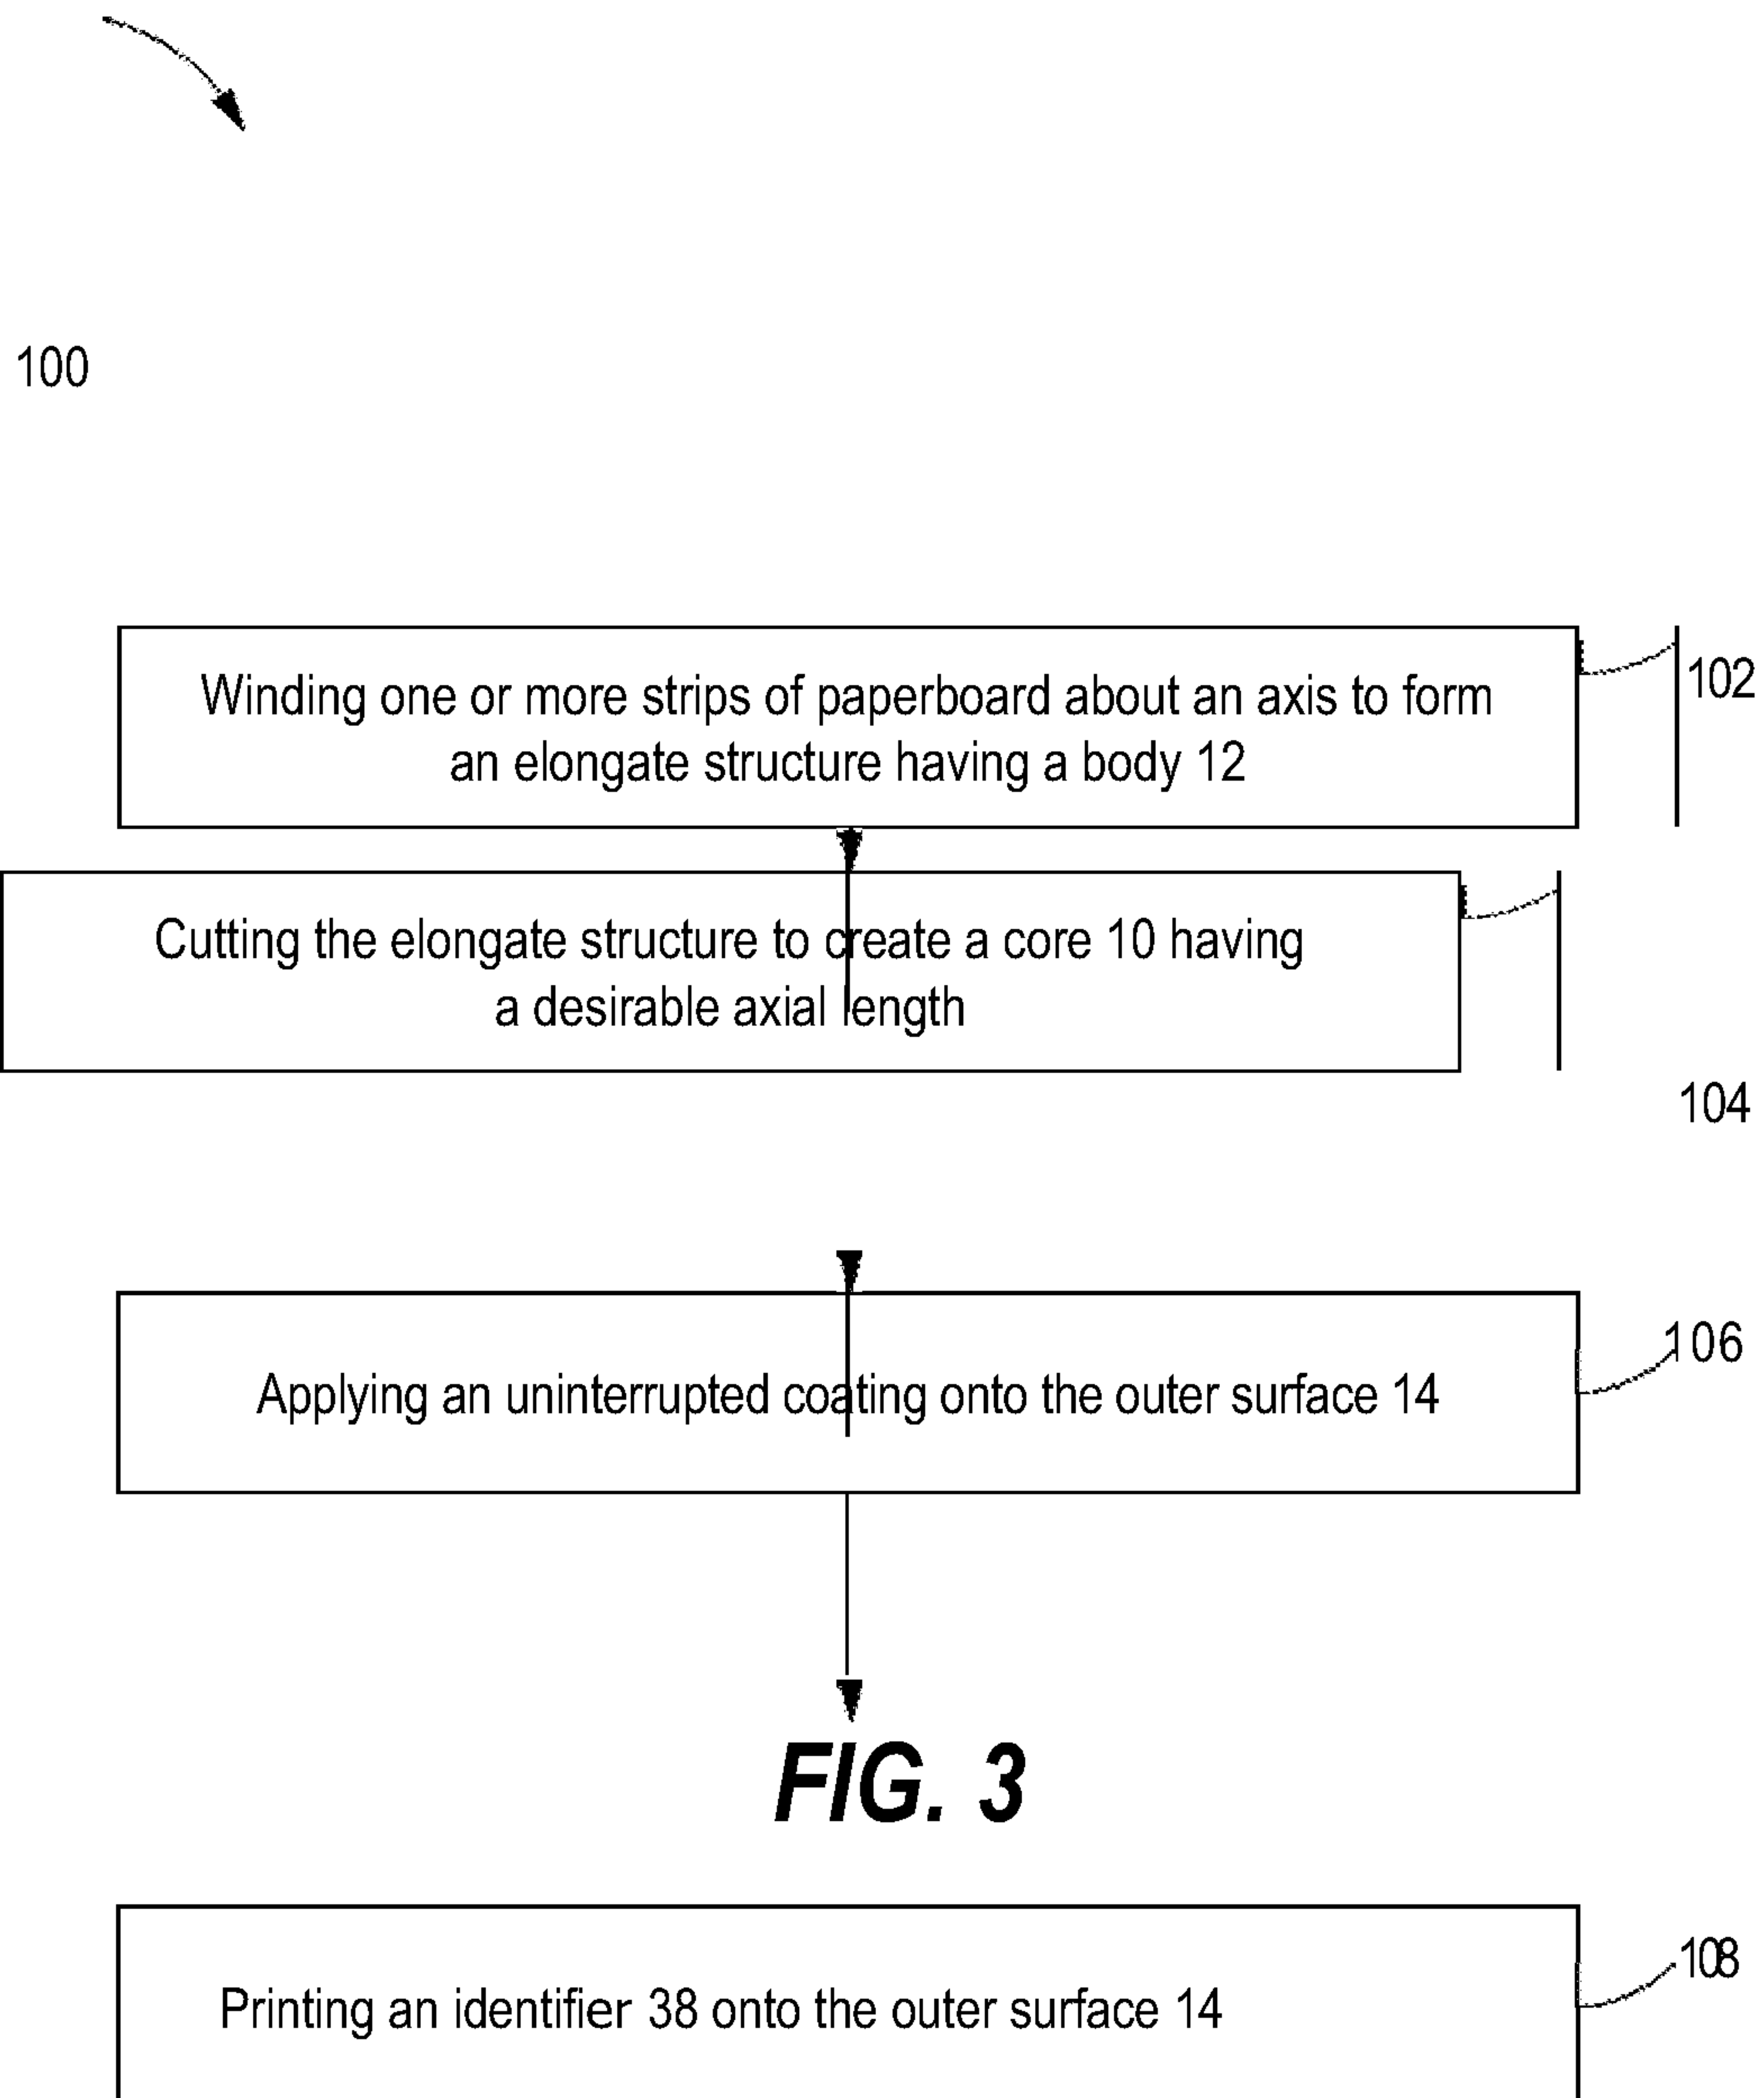 100
Winding one or more strips of paperboard about an axis to form
an elongate structure having a body 12
102
Cutting the elongate structure to create a core 10 having
a desirable axial length
104
Applying an uninterrupted coating onto the outer surface 14
106
FIG. 3
Printing an identifier 38 onto the outer surface 14
108